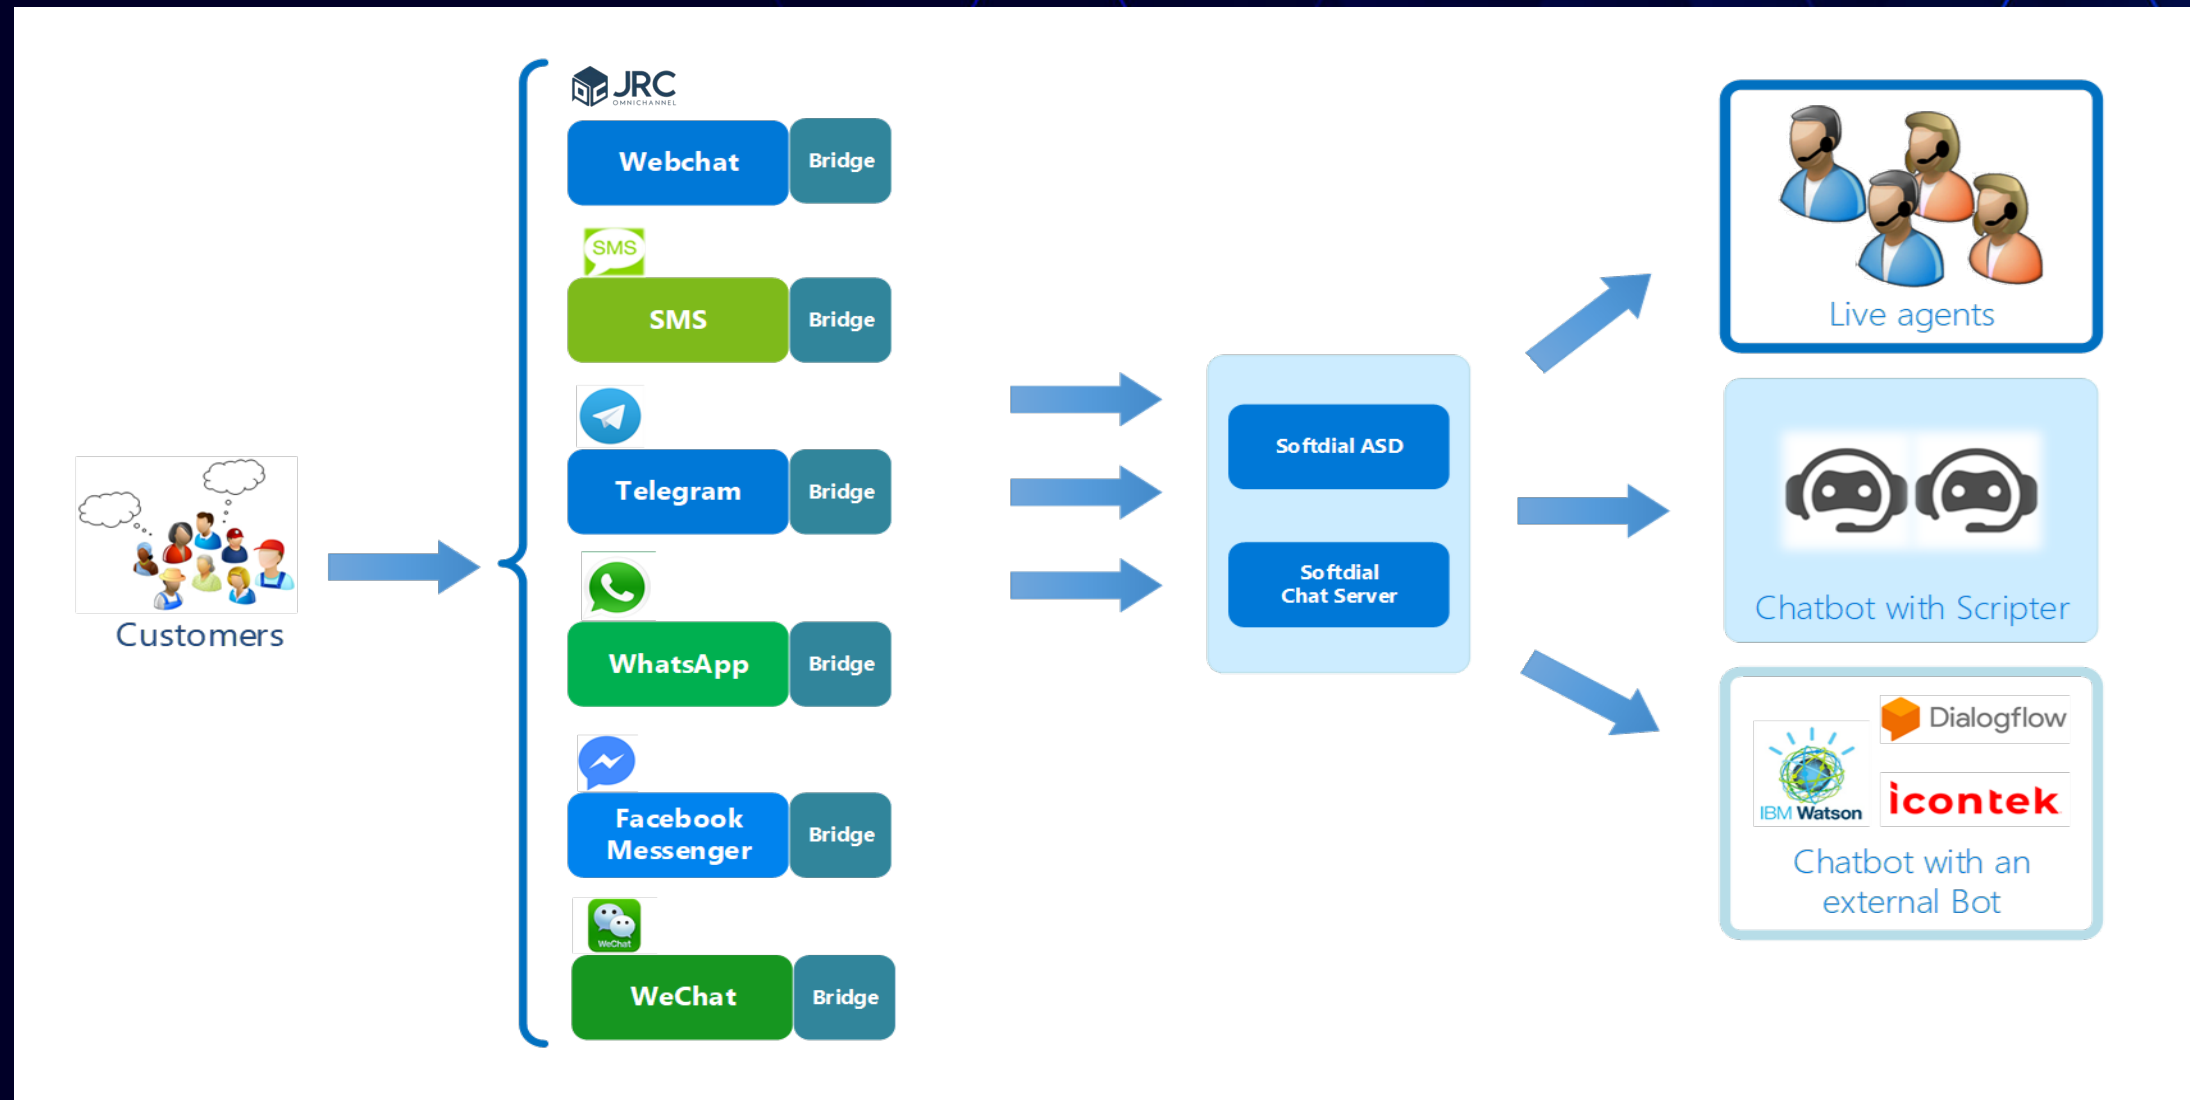 JRC
OMNICHANNEL
Webchat
Bridge
SMS
SMS
Bridge
Telegram
Bridge
WhatsApp
Bridge
Facebook
Messenger
Bridge
WeChat
WeChat
Bridge
Customers
Softdial ASD
Softdial
Chat Server
Live agents
Chatbot with Scripter
Dialogflow
IBM Watson
icontek
Chatbot with an
external Bot